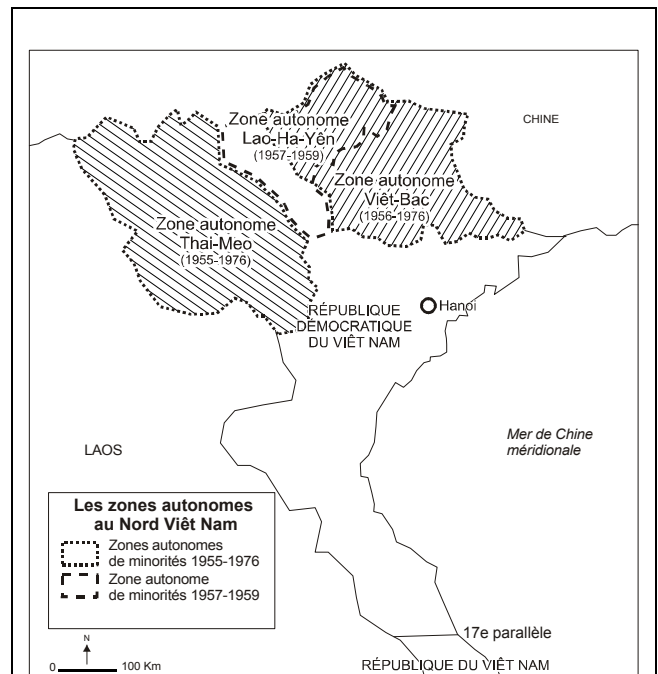 CHINE
Zone autonome
Lao-Ha-Yên
(1957-1959)
Zone autonome
Viêt-Bac
(1956-1976)
Zone autonome
Thai-Meo
(1955-1976)
Hanoï
RÉPUBLIQUE
DÉMOCRATIQUE
DU VIÊT NAM
Mer de Chine
méridionale
LAOS
Les zones autonomes
au Nord Viêt Nam
Zones autonomes
de minorités 1955-1976
Zone autonome
de minorités 1957-1959
17e parallèle
N
0 100 Km
RÉPUBLIQUE DU VIÊT NAM